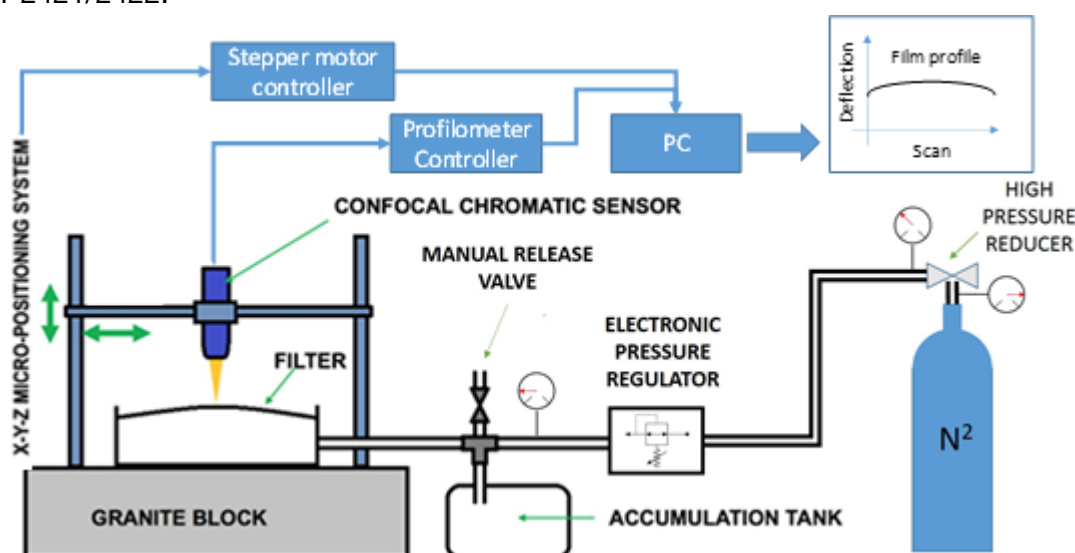 Stepper motor
controller
Profilometer
Controller
PC
Deflection
Film profile
Scan
X-Y-Z MICRO-POSITIONING SYSTEM
CONFOCAL CHROMATIC SENSOR
MANUAL RELEASE
VALVE
HIGH
PRESSURE
REDUCER
ELECTRONIC
PRESSURE
REGULATOR
FILTER
N²
GRANITE BLOCK
ACCUMULATION TANK